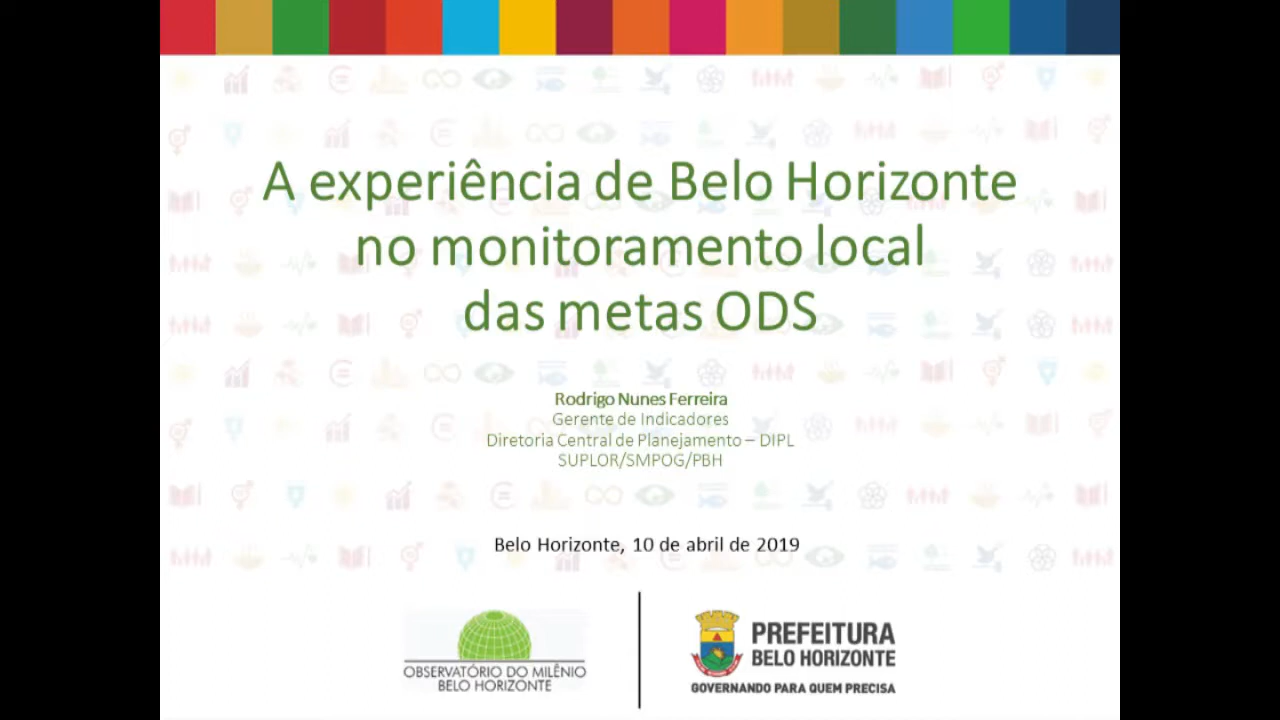 A experiência de Belo Horizonte
no monitoramento local
das metas ODS
Rodrigo Nunes Ferreira
Gerente de Indicadores
Diretoria Central de Planejamento – DIPL
SUPLOR/SMPOG/PBH
Belo Horizonte, 10 de abril de 2019
OBSERVATÓRIO DO MILÊNIO
BELO HORIZONTE
PREFEITURA
BELO HORIZONTE
GOVERNANDO PARA QUEM PRECISA